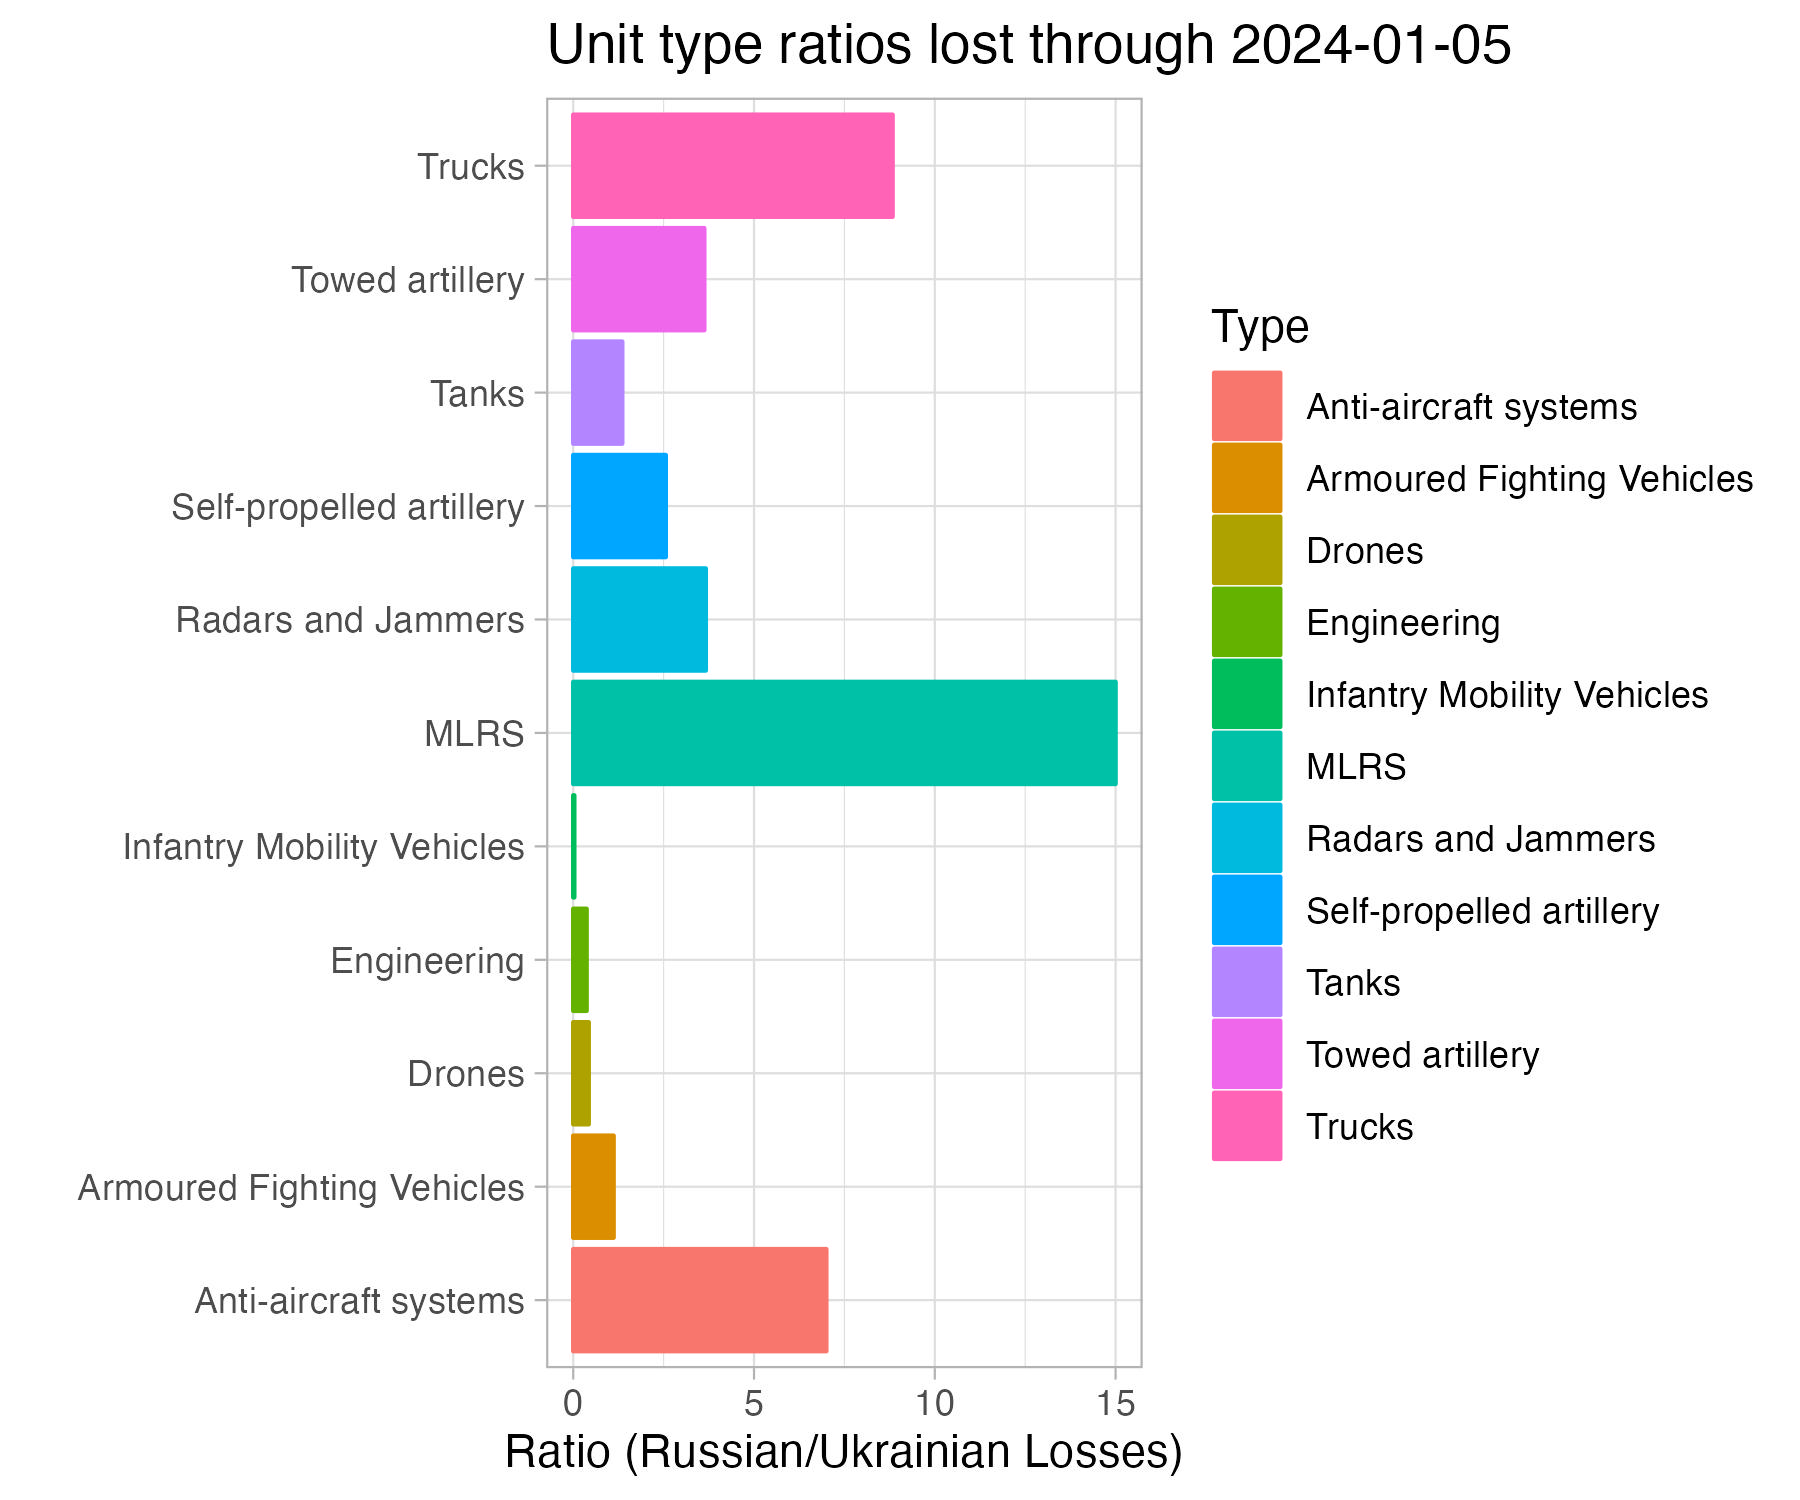 Unit type ratios lost through 2024-01-05
Trucks
Towed artillery
Tanks
Self-propelled artillery
Radars and Jammers
MLRS
Infantry Mobility Vehicles
Engineering
Drones
Armoured Fighting Vehicles
Anti-aircraft systems
0 5 10 15
Ratio (Russian/Ukrainian Losses)
Type
Anti-aircraft systems
Armoured Fighting Vehicles
Drones
Engineering
Infantry Mobility Vehicles
MLRS
Radars and Jammers
Self-propelled artillery
Tanks
Towed artillery
Trucks